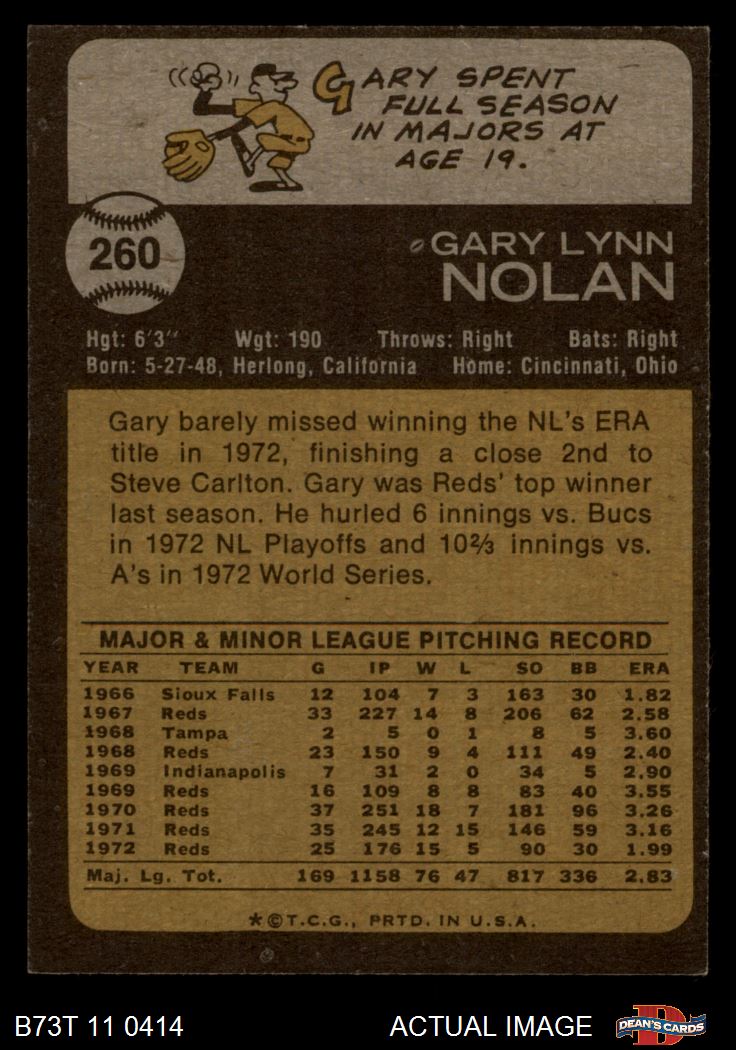 GARY SPENT
FULL SEASON
IN MAJORS AT
AGE 19.
260
GARY LYNN
NOLAN
Hgt: 6'3" Wgt: 190 Throws: Right Bats: Right
Born: 5-27-48, Herlong, California Home: Cincinnati, Ohio
Gary barely missed winning the NL's ERA
title in 1972, finishing a close 2nd to
Steve Carlton. Gary was Reds' top winner
last season. He hurled 6 innings vs. Bucs
in 1972 NL Playoffs and 10⅔ innings vs.
A's in 1972 World Series.
MAJOR & MINOR LEAGUE PITCHING RECORD
YEAR TEAM G IP W L SO BB ERA
1966 Sioux Falls 12 104 7 3 163 30 1.82
1967 Reds 33 227 14 8 206 62 2.58
1968 Tampa 2 5 0 1 8 5 3.60
1968 Reds 23 150 9 4 111 49 2.40
1969 Indianapolis 7 31 2 0 34 5 2.90
1969 Reds 16 109 8 8 83 40 3.55
1970 Reds 37 251 18 7 181 96 3.26
1971 Reds 35 245 12 15 146 59 3.16
1972 Reds 25 176 15 5 90 30 1.99
Maj. Lg. Tot. 169 1158 76 47 817 336 2.83
*©T.C.G., PRTD. IN U.S.A.
B73T 11 0414 ACTUAL IMAGE D DEAN'S CARDS